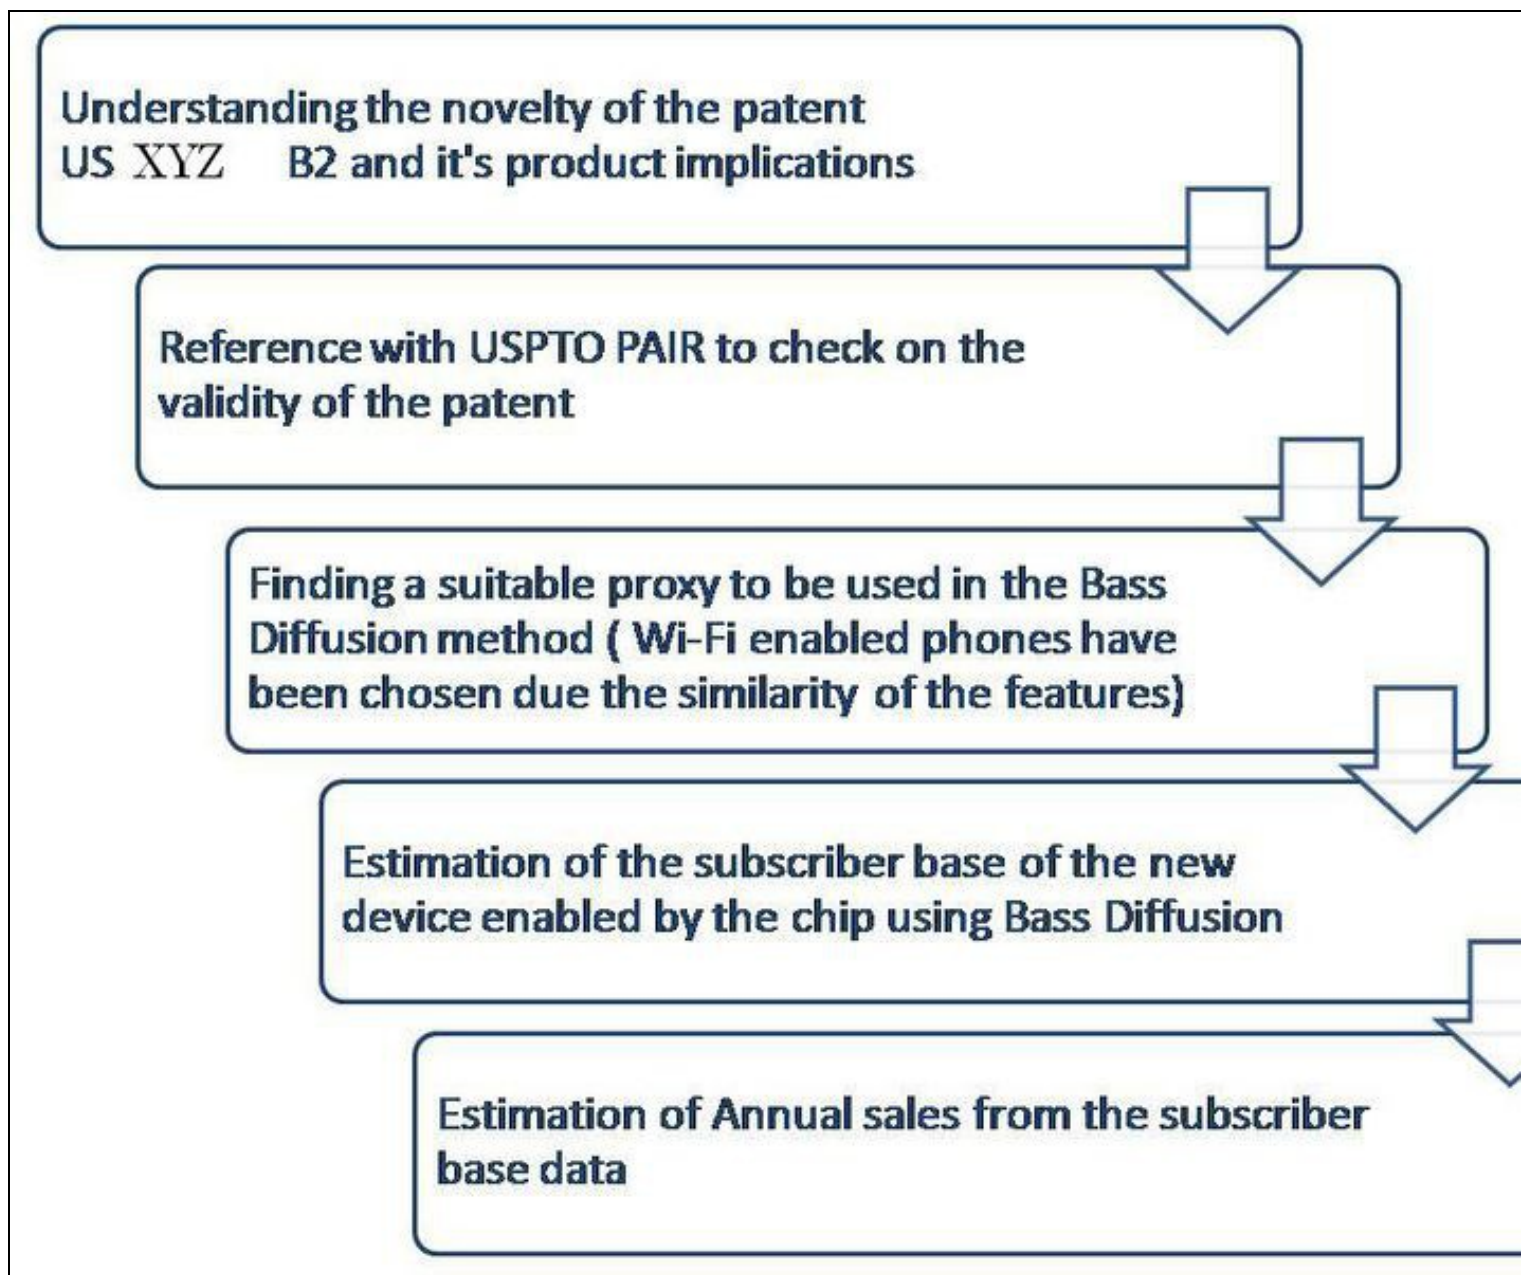 Understanding the novelty of the patent
US XYZ B2 and it's product implications
Reference with USPTO PAIR to check on the
validity of the patent
Finding a suitable proxy to be used in the Bass
Diffusion method ( Wi-Fi enabled phones have
been chosen due the similarity of the features)
Estimation of the subscriber base of the new
device enabled by the chip using Bass Diffusion
Estimation of Annual sales from the subscriber
base data